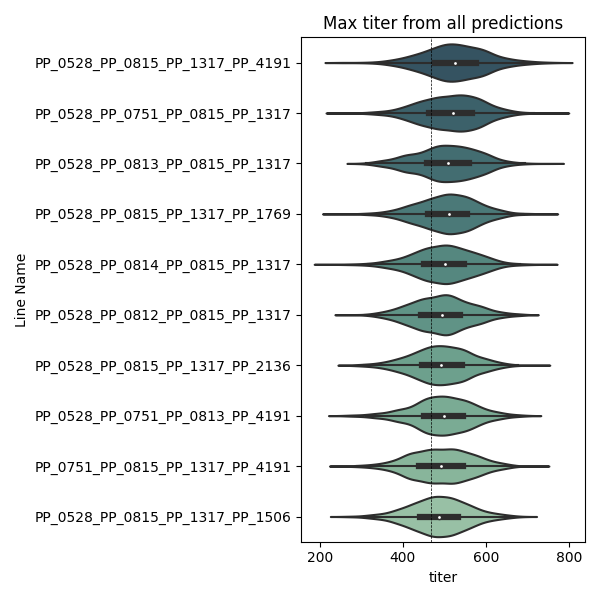 Max titer from all predictions
PP_0528_PP_0815_PP_1317_PP_4191
PP_0528_PP_0751_PP_0815_PP_1317
PP_0528_PP_0813_PP_0815_PP_1317
PP_0528_PP_0815_PP_1317_PP_1769
PP_0528_PP_0814_PP_0815_PP_1317
PP_0528_PP_0812_PP_0815_PP_1317
PP_0528_PP_0815_PP_1317_PP_2136
PP_0528_PP_0751_PP_0813_PP_4191
PP_0751_PP_0815_PP_1317_PP_4191
PP_0528_PP_0815_PP_1317_PP_1506
Line Name
200 400 600 800
titer